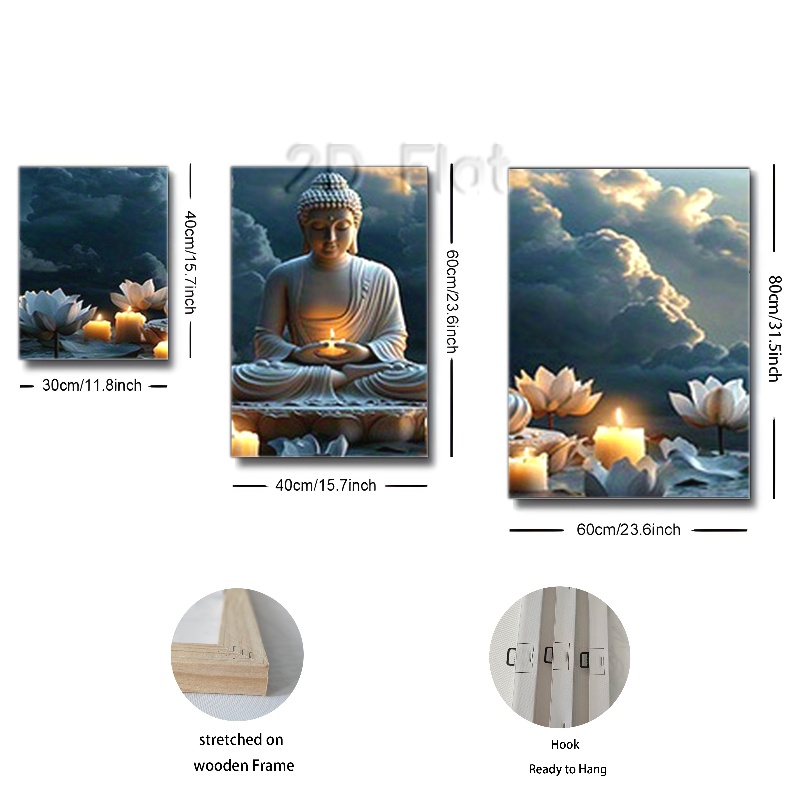 2D Flat
40cm/15.7inch
30cm/11.8inch
60cm/23.6inch
40cm/15.7inch
80cm/31.5inch
60cm/23.6inch
stretched on
wooden Frame
Hook
Ready to Hang